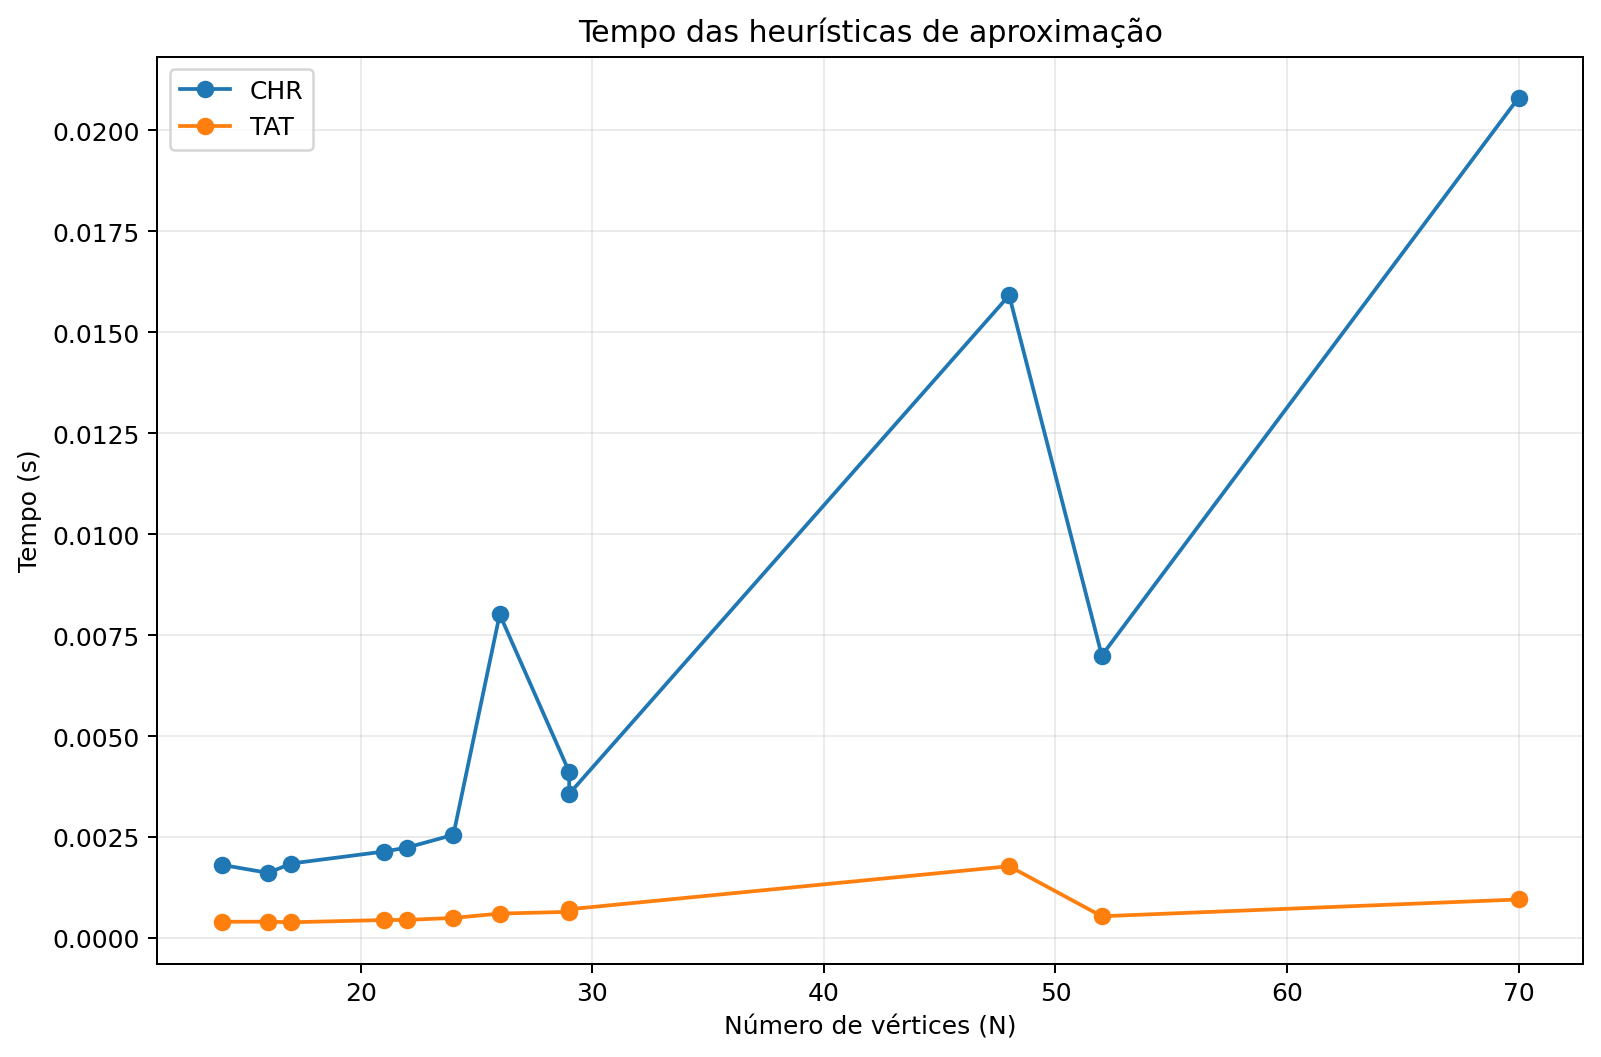 Tempo das heurísticas de aproximação
CHR
TAT
0.0200
0.0175
0.0150
0.0125
0.0100
0.0075
0.0050
0.0025
0.0000
Tempo (s)
20 30 40 50 60 70
Número de vértices (N)